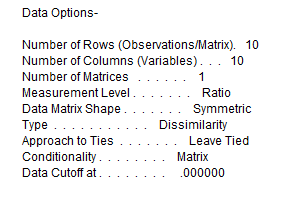 Data Options-
Number of Rows (Observations/Matrix). 10
Number of Columns (Variables) . . . 10
Number of Matrices . . . . . . 1
Measurement Level . . . . . . . Ratio
Data Matrix Shape . . . . . . . Symmetric
Type . . . . . . . . . . . Dissimilarity
Approach to Ties . . . . . . . Leave Tied
Conditionality . . . . . . . . Matrix
Data Cutoff at . . . . . . . . .000000